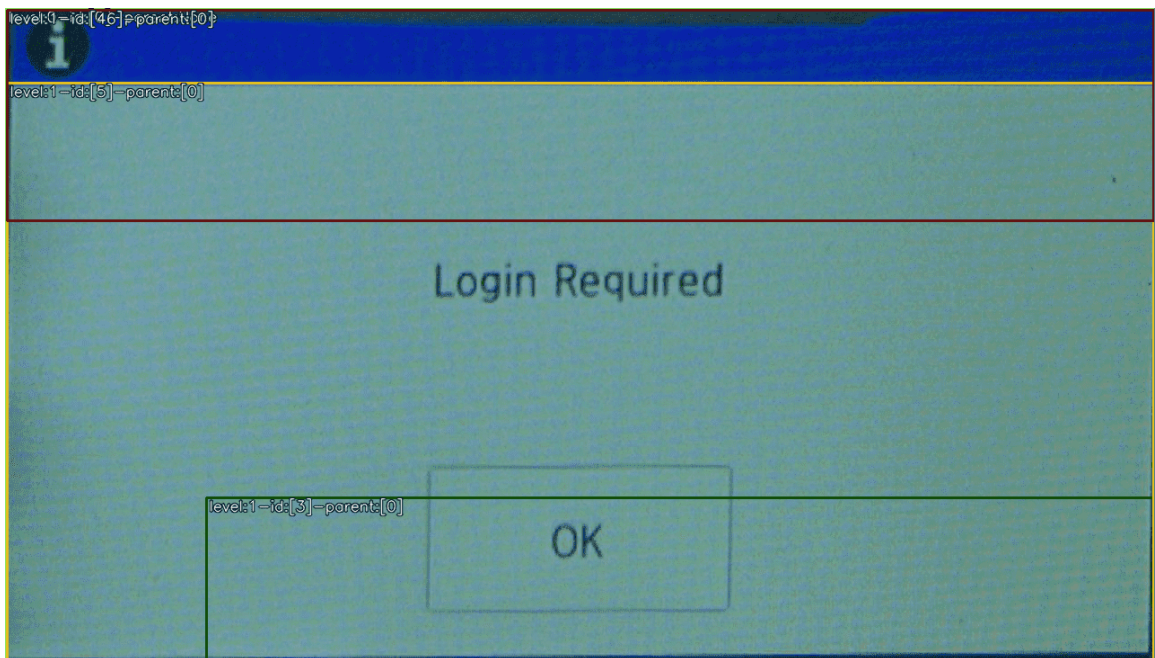 level:1-id:[46]-parent:[0]
i
level:1-id:[5]-parent:[0]
Login Required
level:1-id:[3]-parent:[0]
OK